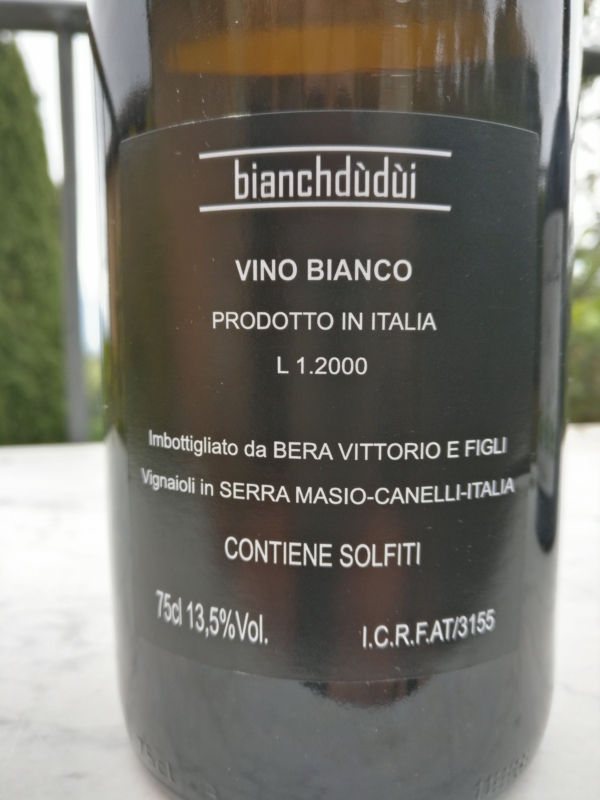 bianchdùdùi
VINO BIANCO
PRODOTTO IN ITALIA
L 1.2000
Imbottigliato da BERA VITTORIO E FIGLI
Vignaioli in SERRA MASIO-CANELLI-ITALIA
CONTIENE SOLFITI
75cl 13,5%Vol.
I.C.R.F.AT/3155